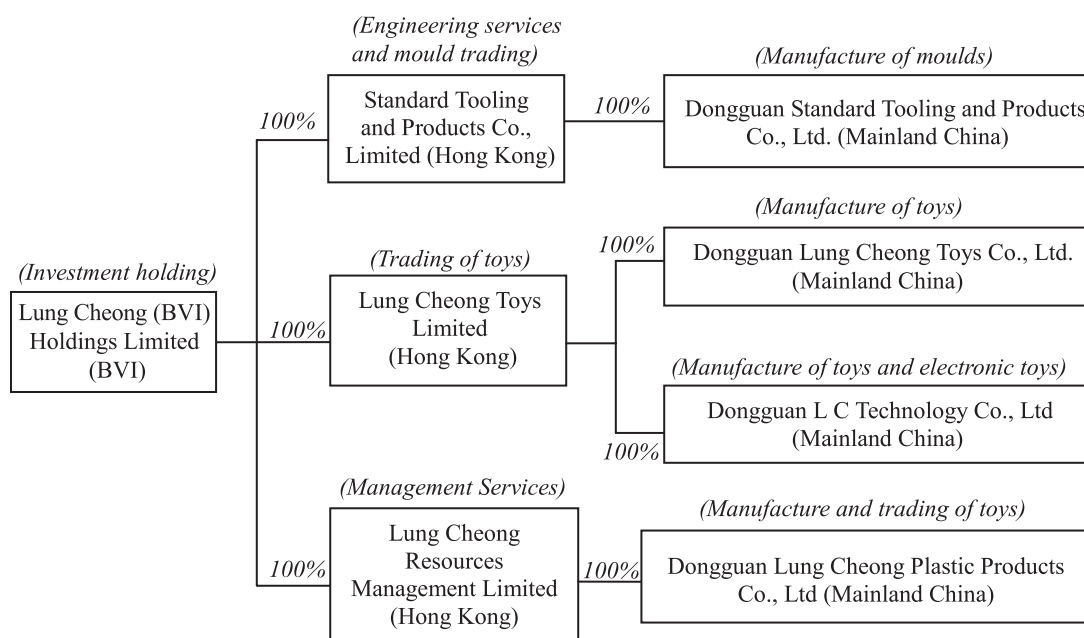 (Engineering services
and mould trading)
(Manufacture of moulds)
100%
Standard Tooling
and Products Co.,
Limited (Hong Kong)
100%
Dongguan Standard Tooling and Products
Co., Ltd. (Mainland China)
(Manufacture of toys)
100%
Dongguan Lung Cheong Toys Co., Ltd.
(Mainland China)
(Investment holding)
Lung Cheong (BVI)
Holdings Limited
(BVI)
(Trading of toys)
100%
Lung Cheong Toys
Limited
(Hong Kong)
(Manufacture of toys and electronic toys)
Dongguan L C Technology Co., Ltd
(Mainland China)
100%
(Management Services)
100%
Lung Cheong
Resources
Management Limited
(Hong Kong)
(Manufacture and trading of toys)
100%
Dongguan Lung Cheong Plastic Products
Co., Ltd (Mainland China)